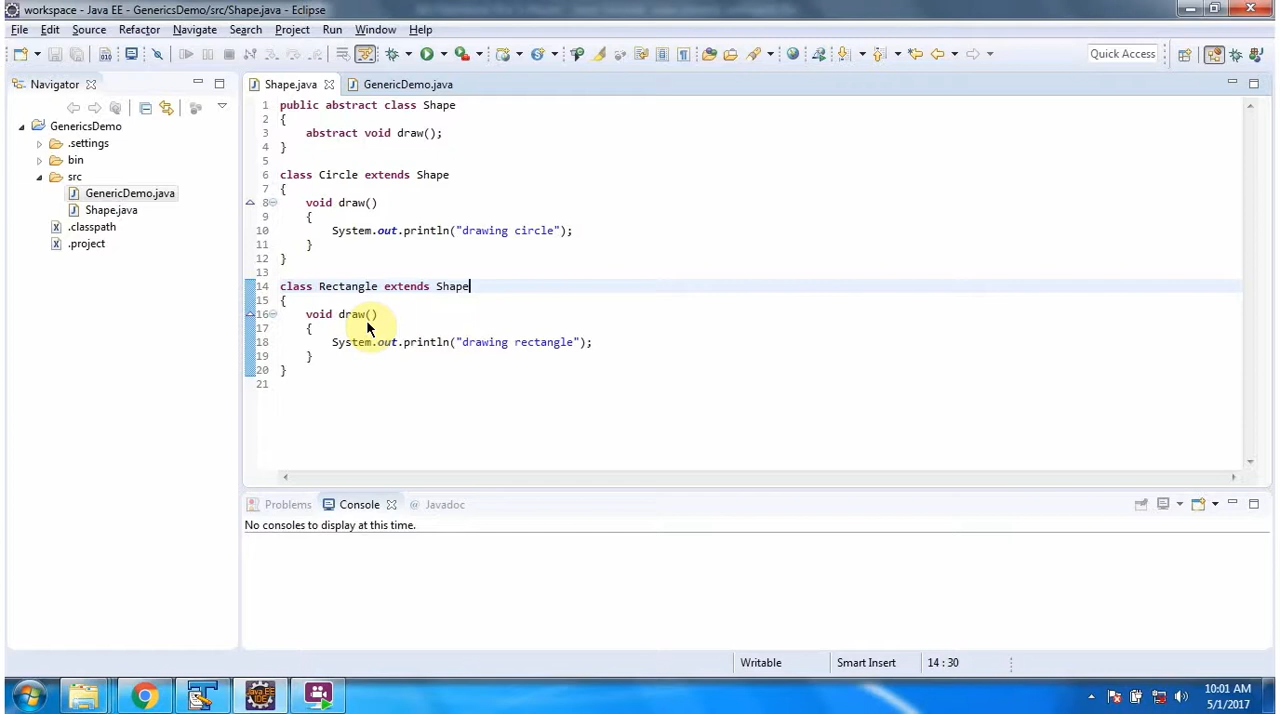 workspace - Java EE - GenericsDemo/src/Shape.java - Eclipse
File Edit Source Refactor Navigate Search Project Run Window Help
Quick Access
Navigator
GenericsDemo
.settings
bin
src
GenericDemo.java
Shape.java
.classpath
.project
Shape.java GenericDemo.java
1 public abstract class Shape
2 {
3 abstract void draw();
4 }
5
6 class Circle extends Shape
7 {
8 void draw()
9 {
10 System.out.println("drawing circle");
11 }
12 }
13
14 class Rectangle extends Shape
15 {
16 void draw()
17 {
18 System.out.println("drawing rectangle");
19 }
20 }
21
Problems Console @ Javadoc
No consoles to display at this time.
Writable Smart Insert 14 : 30
Java EE
IDE
10:01 AM
5/1/2017